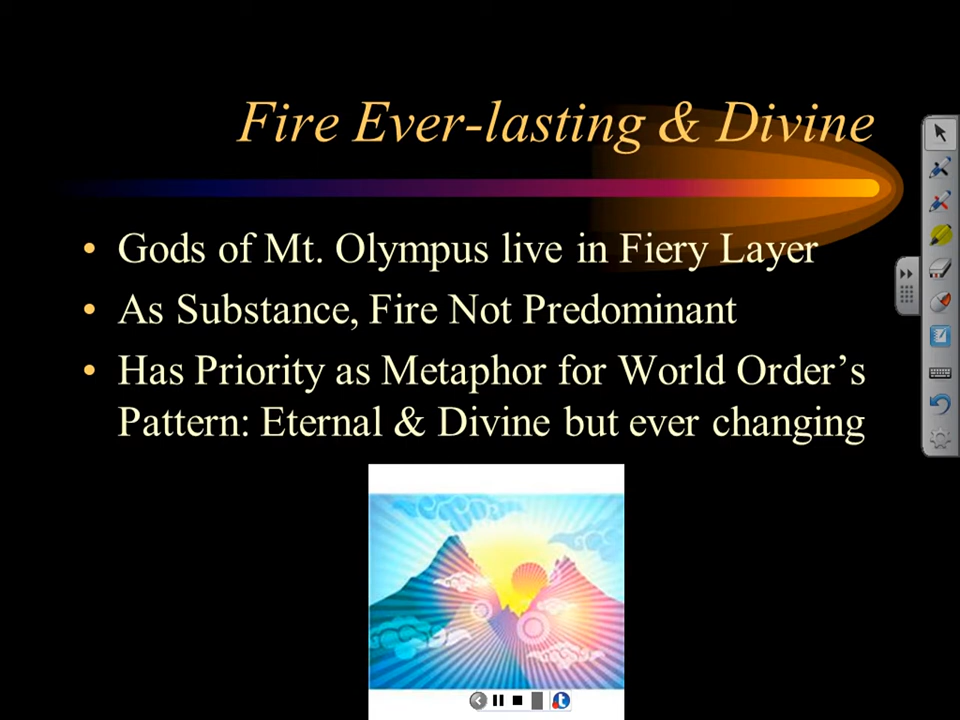 Fire Ever-lasting & Divine
• Gods of Mt. Olympus live in Fiery Layer
• As Substance, Fire Not Predominant
• Has Priority as Metaphor for World Order’s
Pattern: Eternal & Divine but ever changing